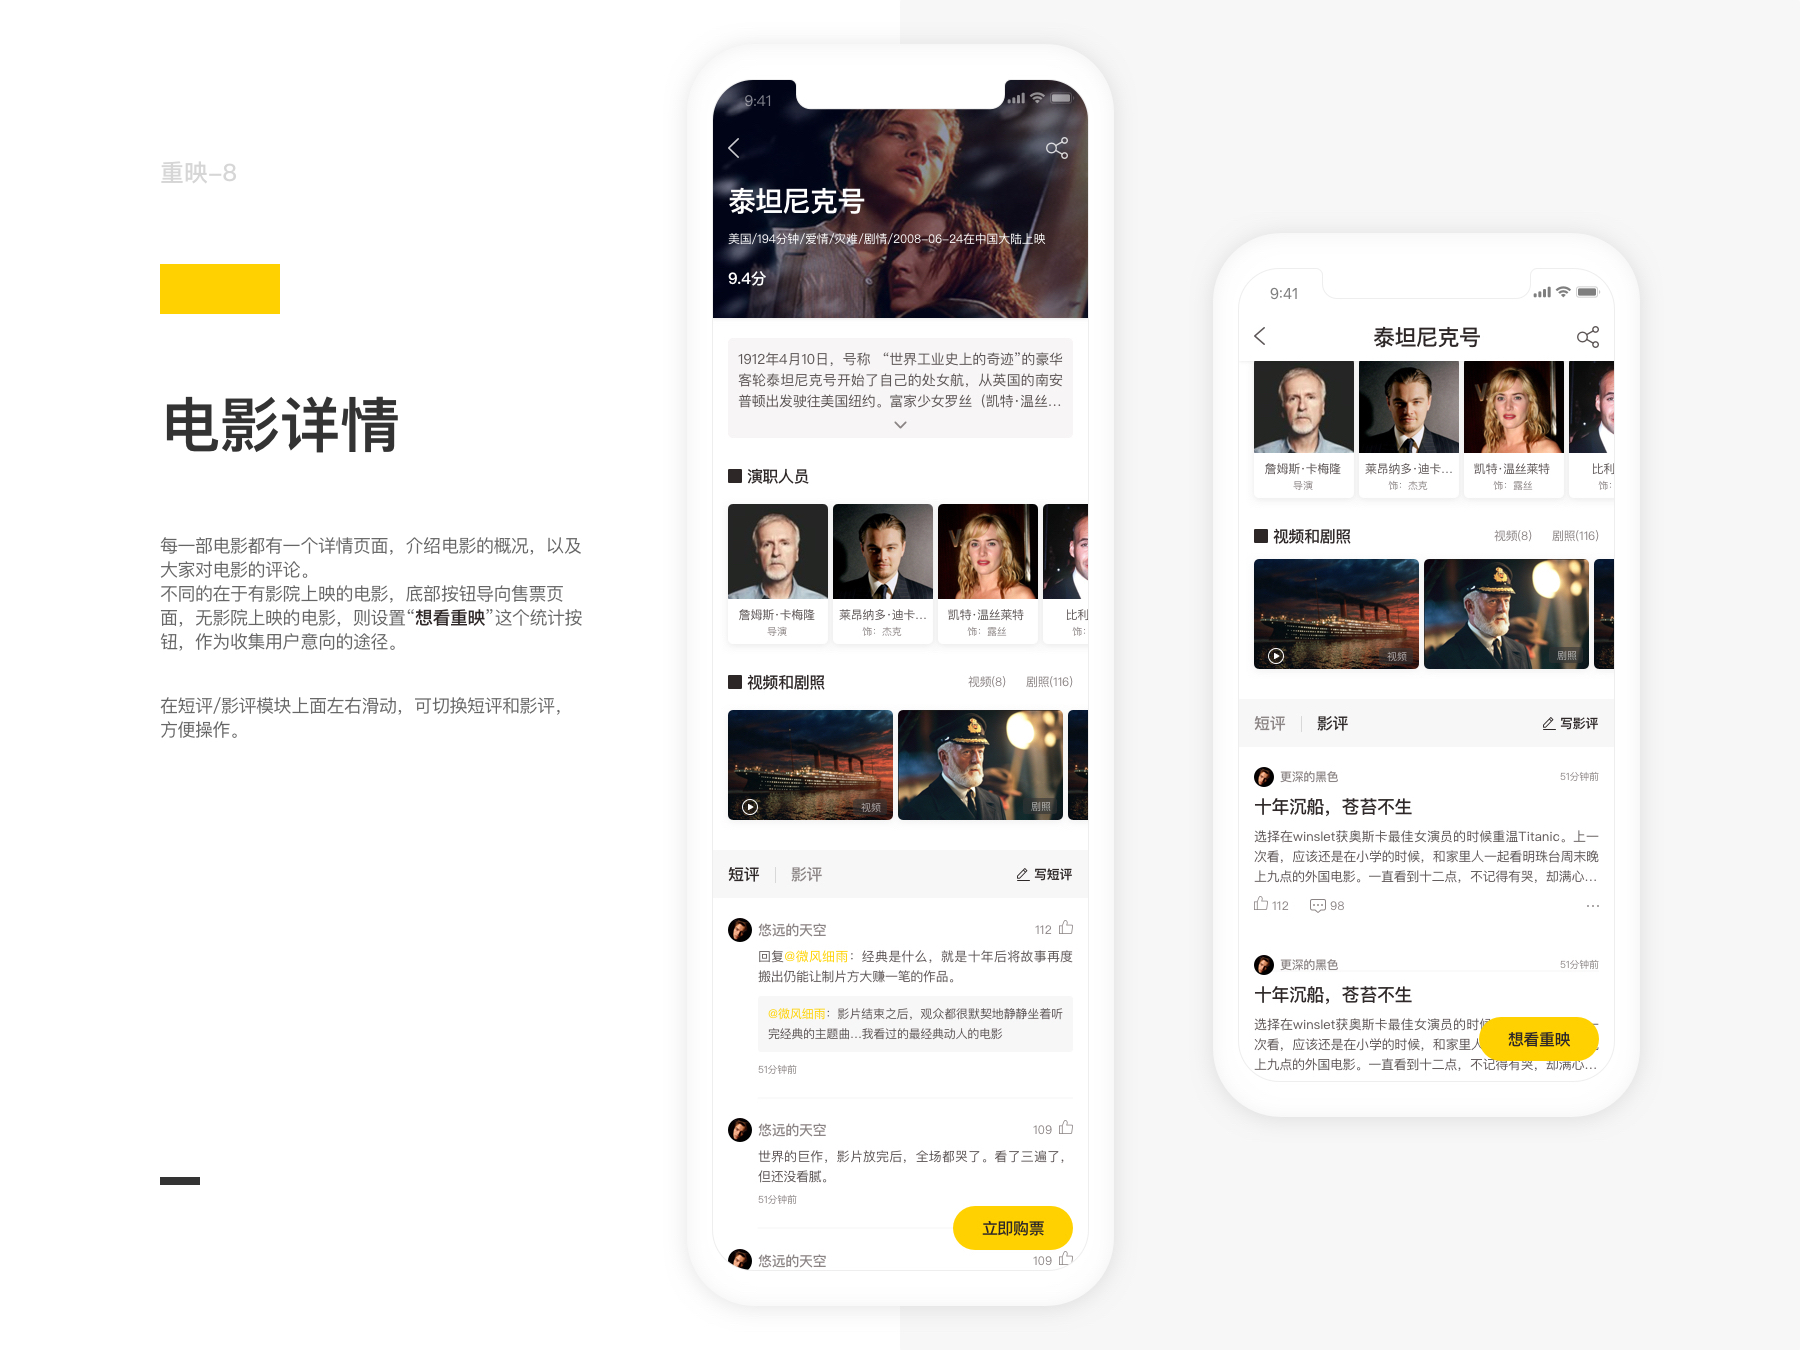 重映-8
电影详情
每一部电影都有一个详情页面，介绍电影的概况，以及
大家对电影的评论。
不同的在于有影院上映的电影，底部按钮导向售票页
面，无影院上映的电影，则设置“想看重映”这个统计按
钮，作为收集用户意向的途径。
在短评/影评模块上面左右滑动，可切换短评和影评，
方便操作。
9:41
泰坦尼克号
美国/194分钟/爱情/灾难/剧情/2008-06-24在中国大陆上映
9.4分
1912年4月10日，号称 “世界工业史上的奇迹”的豪华
客轮泰坦尼克号开始了自己的处女航，从英国的南安
普顿出发驶往美国纽约。富家少女罗丝（凯特·温丝...
演职人员
詹姆斯·卡梅隆
导演
莱昂纳多·迪卡...
饰：杰克
凯特·温丝莱特
饰：露丝
比利
饰:
视频和剧照 视频(8) 剧照(116)
视频
剧照
短评 影评 写短评
悠远的天空 112
回复@微风细雨：经典是什么，就是十年后将故事再度
搬出仍能让制片方大赚一笔的作品。
@微风细雨：影片结束之后，观众都很默契地静静坐着听
完经典的主题曲...我看过的最经典动人的电影
51分钟前
悠远的天空 109
世界的巨作，影片放完后，全场都哭了。看了三遍了，
但还没看腻。
51分钟前
立即购票
悠远的天空 109
9:41
泰坦尼克号
詹姆斯·卡梅隆
导演
莱昂纳多·迪卡...
饰：杰克
凯特·温丝莱特
饰：露丝
比利
饰:
视频和剧照 视频(8) 剧照(116)
视频
剧照
短评 影评 写影评
更深的黑色 51分钟前
十年沉船，苍苔不生
选择在winslet获奥斯卡最佳女演员的时候重温Titanic。上一
次看，应该还是在小学的时候，和家里人一起看明珠台周末晚
上九点的外国电影。一直看到十二点，不记得有哭，却满心...
112 98
更深的黑色 51分钟前
十年沉船，苍苔不生
选择在winslet获奥斯卡最佳女演员的时候
次看，应该还是在小学的时候，和家里人
上九点的外国电影。一直看到十二点，不记得有哭，却满心...
想看重映